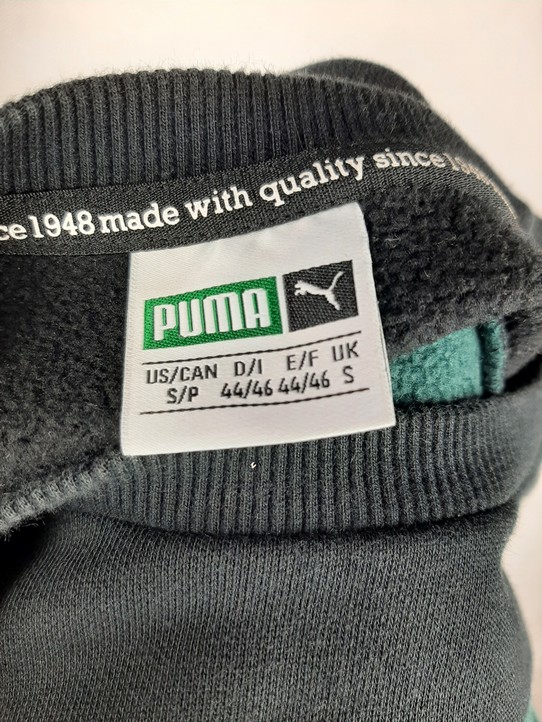 ce 1948 made with quality since
PUMA
US/CAN D/I E/F UK
S/P 44/46 44/46 S